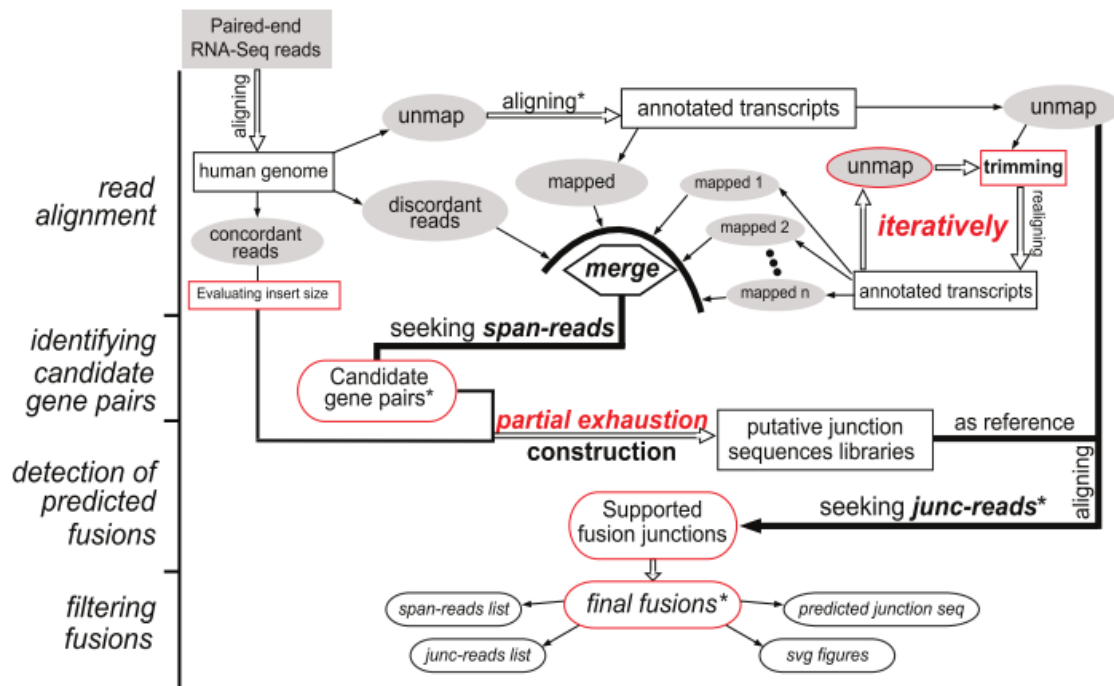 Paired-end
RNA-Seq reads
aligning
human genome
unmap
aligning*
annotated transcripts
unmap
unmap
trimming
iteratively
realigning
annotated transcripts
mapped
mapped 1
mapped 2
mapped n
discordant
reads
concordant
reads
merge
Evaluating insert size
read
alignment
seeking span-reads
identifying
candidate
gene pairs
Candidate
gene pairs*
partial exhaustion
construction
putative junction
sequences libraries
as reference
aligning
detection of
predicted
fusions
seeking junc-reads*
Supported
fusion junctions
filtering
fusions
final fusions*
span-reads list
predicted junction seq
junc-reads list
svg figures